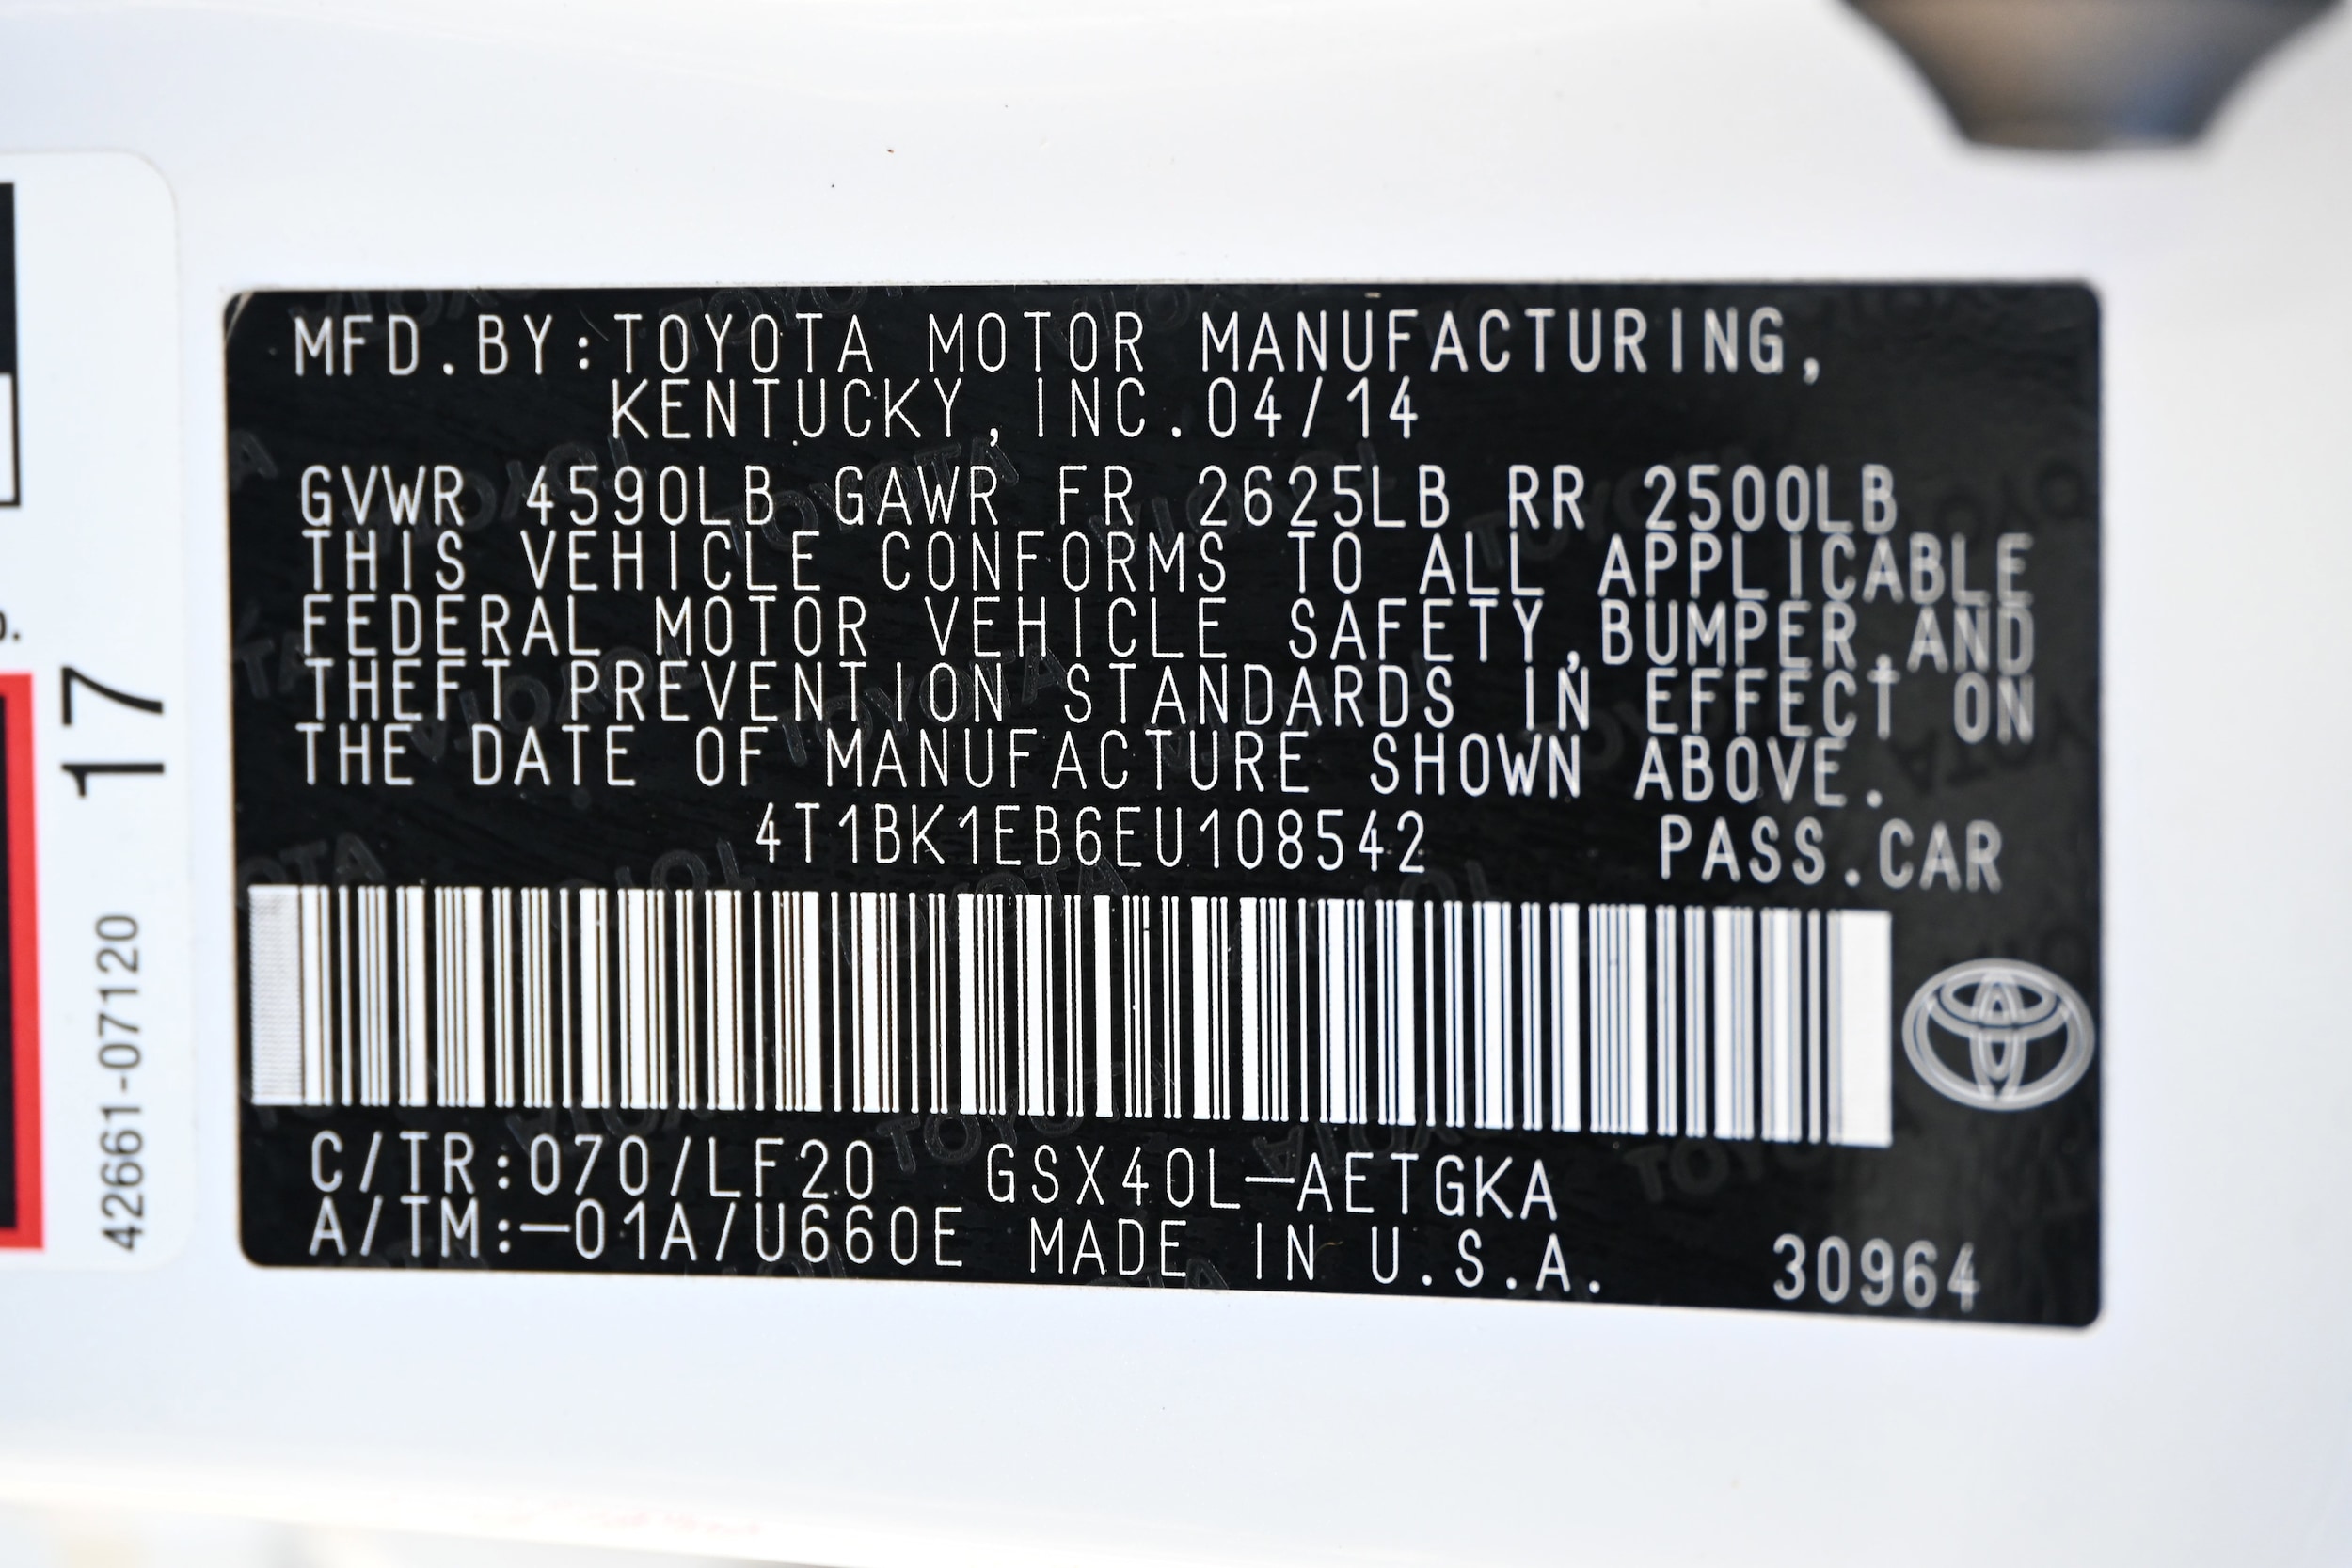 MFD.BY:TOYOTA MOTOR MANUFACTURING,
KENTUCKY,INC.04/14
GVWR 4590LB GAWR FR 2625LB RR 2500LB
THIS VEHICLE CONFORMS TO ALL APPLICABLE
FEDERAL MOTOR VEHICLE SAFETY,BUMPER,AND
THEFT PREVENTION STANDARDS IN EFFECT ON
THE DATE OF MANUFACTURE SHOWN ABOVE.
4T1BK1EB6EU108542 PASS.CAR
C/TR:070/LF20 GSX40L-AETGKA
A/TM:-01A/U660E MADE IN U.S.A. 30964
17
42661-07120